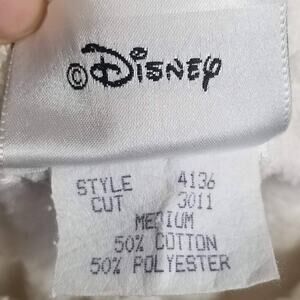 ©Disney
STYLE 4136
CUT 3011
MEDIUM
50% COTTON
50% POLYESTER